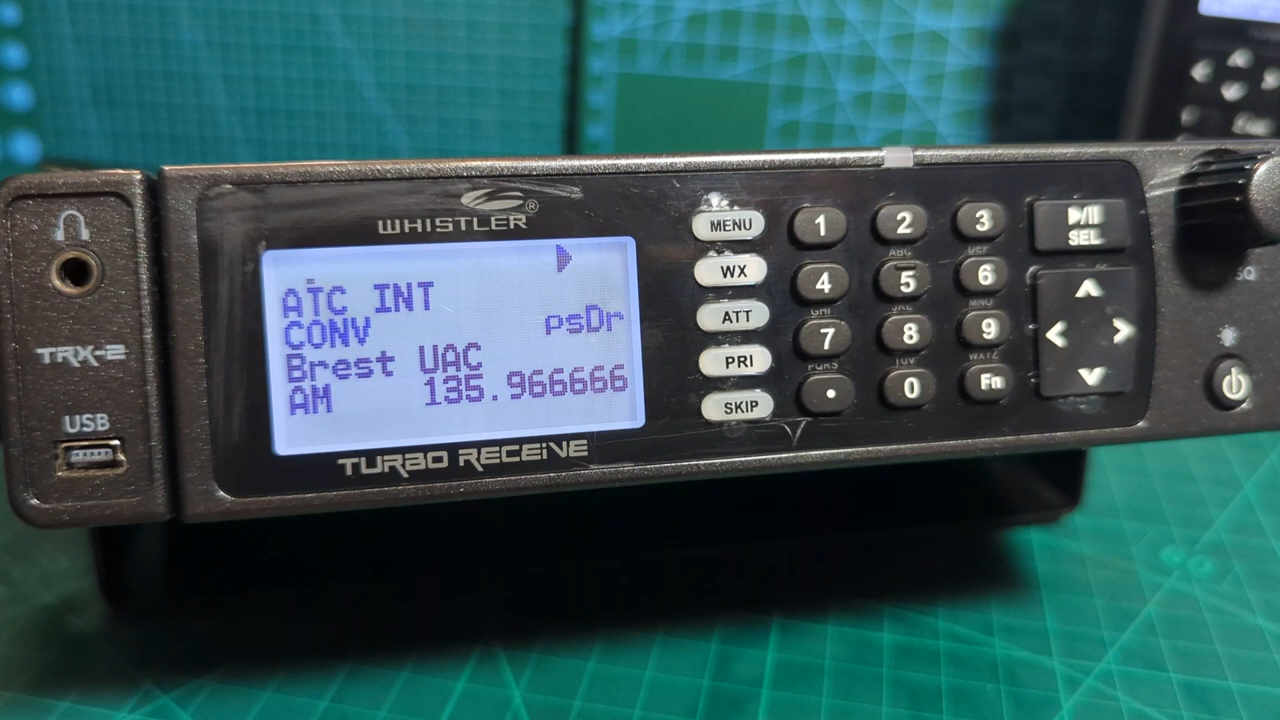 WHISTLER®
ATC INT
CONV psDr
Brest UAC
AM 135.966666
TURBO RECEIVE
TRX-2
USB
MENU
WX
ATT
PRI
SKIP
1 2 3
ABC DEF
4 5 6
GHI JKL MNO
7 8 9
PQRS TUV WXYZ
. 0 Fn
SEL
SQ